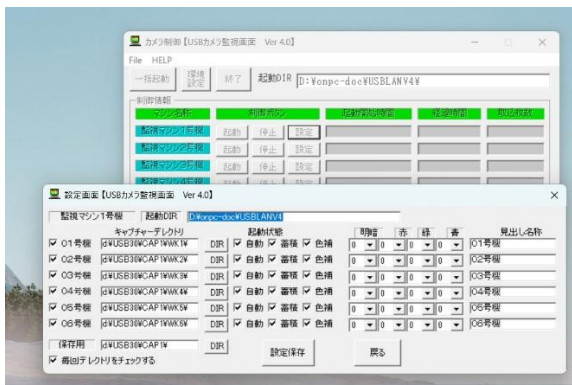 カメラ制御【USBカメラ監視画面 Ver 4.0】
File HELP
一括起動 環境設定 終了 起動DIR D:¥onpc-doc¥USBLANV4¥
制御情報
マシン名称 制御ボタン 起動開始時間 経過時間 取込枚数
監視マシン1号機 起動 停止 設定
監視マシン2号機 起動 停止 設定
監視マシン3号機 起動 停止 設定
監視マシン4号機 起動 停止 設定
設定画面【USBカメラ監視画面 Ver 4.0】
監視マシン1号機 起動DIR D:¥onpc-doc¥USBLANV4
キャプチャーデレクトリ 起動状態 明暗 赤 緑 青 見出し名称
01号機 d:¥USB30¥CAP1¥WK1¥ DIR 自動 蓄積 色補 0 0 0 0 01号機
02号機 d:¥USB30¥CAP1¥WK2¥ DIR 自動 蓄積 色補 0 0 0 0 02号機
03号機 d:¥USB30¥CAP1¥WK3¥ DIR 自動 蓄積 色補 0 0 0 0 03号機
04号機 d:¥USB30¥CAP1¥WK4¥ DIR 自動 蓄積 色補 0 0 0 0 04号機
05号機 d:¥USB30¥CAP1¥WK5¥ DIR 自動 蓄積 色補 0 0 0 0 05号機
06号機 d:¥USB30¥CAP1¥WK6¥ DIR 自動 蓄積 色補 0 0 0 0 06号機
保存用 d:¥USB30¥CAP1¥ DIR 設定保存 戻る
毎回デレクトリをチェックする